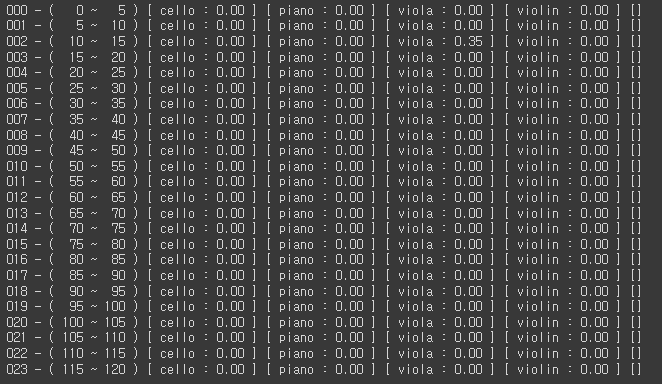 000 - (   0 ~   5 ) [ cello : 0.00 ] [ piano : 0.00 ] [ viola : 0.00 ] [ violin : 0.00 ] []
001 - (   5 ~  10 ) [ cello : 0.00 ] [ piano : 0.00 ] [ viola : 0.00 ] [ violin : 0.00 ] []
002 - (  10 ~  15 ) [ cello : 0.00 ] [ piano : 0.00 ] [ viola : 0.35 ] [ violin : 0.00 ] []
003 - (  15 ~  20 ) [ cello : 0.00 ] [ piano : 0.00 ] [ viola : 0.00 ] [ violin : 0.00 ] []
004 - (  20 ~  25 ) [ cello : 0.00 ] [ piano : 0.00 ] [ viola : 0.00 ] [ violin : 0.00 ] []
005 - (  25 ~  30 ) [ cello : 0.00 ] [ piano : 0.00 ] [ viola : 0.00 ] [ violin : 0.00 ] []
006 - (  30 ~  35 ) [ cello : 0.00 ] [ piano : 0.00 ] [ viola : 0.00 ] [ violin : 0.00 ] []
007 - (  35 ~  40 ) [ cello : 0.00 ] [ piano : 0.00 ] [ viola : 0.00 ] [ violin : 0.00 ] []
008 - (  40 ~  45 ) [ cello : 0.00 ] [ piano : 0.00 ] [ viola : 0.00 ] [ violin : 0.00 ] []
009 - (  45 ~  50 ) [ cello : 0.00 ] [ piano : 0.00 ] [ viola : 0.00 ] [ violin : 0.00 ] []
010 - (  50 ~  55 ) [ cello : 0.00 ] [ piano : 0.00 ] [ viola : 0.00 ] [ violin : 0.00 ] []
011 - (  55 ~  60 ) [ cello : 0.00 ] [ piano : 0.00 ] [ viola : 0.00 ] [ violin : 0.00 ] []
012 - (  60 ~  65 ) [ cello : 0.00 ] [ piano : 0.00 ] [ viola : 0.00 ] [ violin : 0.00 ] []
013 - (  65 ~  70 ) [ cello : 0.00 ] [ piano : 0.00 ] [ viola : 0.00 ] [ violin : 0.00 ] []
014 - (  70 ~  75 ) [ cello : 0.00 ] [ piano : 0.00 ] [ viola : 0.00 ] [ violin : 0.00 ] []
015 - (  75 ~  80 ) [ cello : 0.00 ] [ piano : 0.00 ] [ viola : 0.00 ] [ violin : 0.00 ] []
016 - (  80 ~  85 ) [ cello : 0.00 ] [ piano : 0.00 ] [ viola : 0.00 ] [ violin : 0.00 ] []
017 - (  85 ~  90 ) [ cello : 0.00 ] [ piano : 0.00 ] [ viola : 0.00 ] [ violin : 0.00 ] []
018 - (  90 ~  95 ) [ cello : 0.00 ] [ piano : 0.00 ] [ viola : 0.00 ] [ violin : 0.00 ] []
019 - (  95 ~ 100 ) [ cello : 0.00 ] [ piano : 0.00 ] [ viola : 0.00 ] [ violin : 0.00 ] []
020 - ( 100 ~ 105 ) [ cello : 0.00 ] [ piano : 0.00 ] [ viola : 0.00 ] [ violin : 0.00 ] []
021 - ( 105 ~ 110 ) [ cello : 0.00 ] [ piano : 0.00 ] [ viola : 0.00 ] [ violin : 0.00 ] []
022 - ( 110 ~ 115 ) [ cello : 0.00 ] [ piano : 0.00 ] [ viola : 0.00 ] [ violin : 0.00 ] []
023 - ( 115 ~ 120 ) [ cello : 0.00 ] [ piano : 0.00 ] [ viola : 0.00 ] [ violin : 0.00 ] []